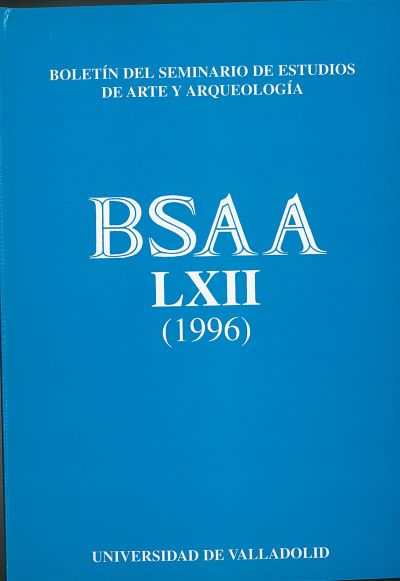 BOLETÍN DEL SEMINARIO DE ESTUDIOS
DE ARTE Y ARQUEOLOGÍA
BSAA
LXII
(1996)
UNIVERSIDAD DE VALLADOLID